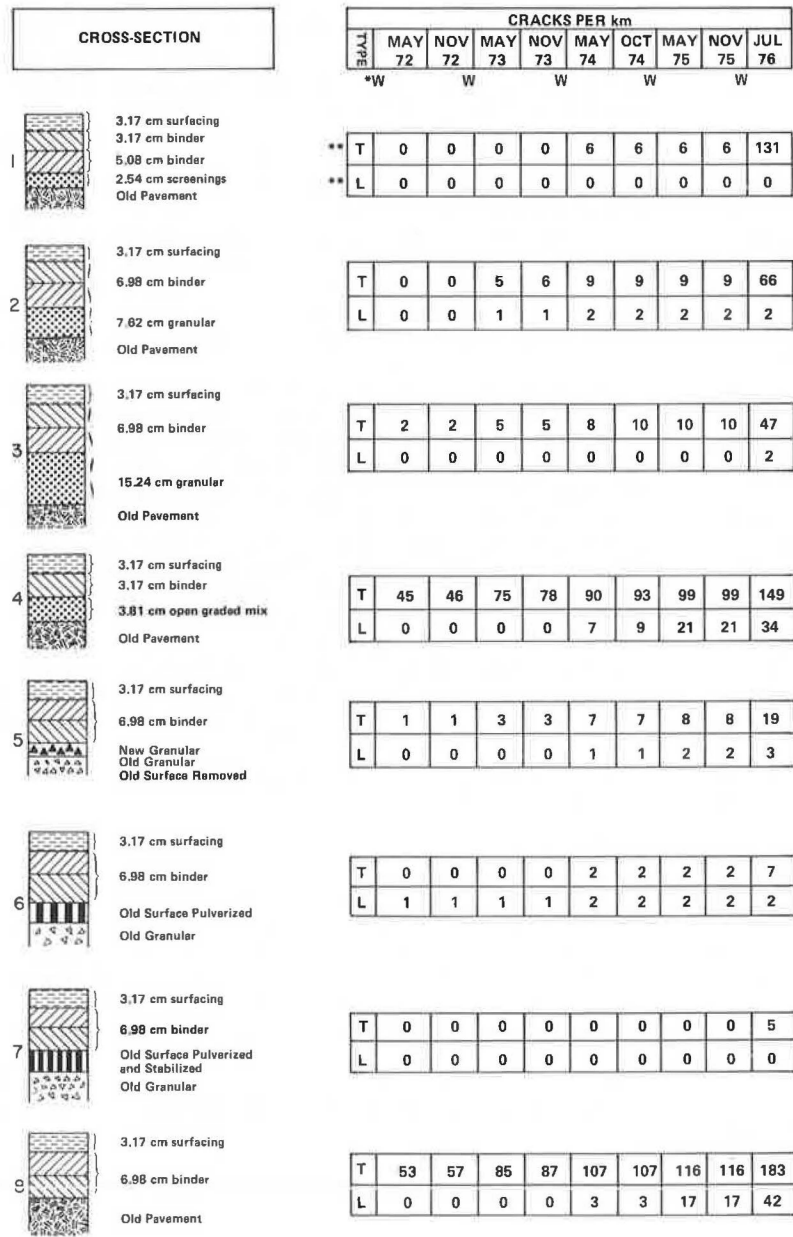 CROSS-SECTION
CRACKS PER km
TYPE MAY 72 NOV 72 MAY 73 NOV 73 MAY 74 OCT 74 MAY 75 NOV 75 JUL 76
*W W W W W
1
3.17 cm surfacing
3.17 cm binder
5.08 cm binder
2.54 cm screenings
Old Pavement
** T 0 0 0 0 6 6 6 6 131
** L 0 0 0 0 0 0 0 0 0
2
3.17 cm surfacing
6.98 cm binder
7.62 cm granular
Old Pavement
T 0 0 5 6 9 9 9 9 66
L 0 0 1 1 2 2 2 2 2
3
3.17 cm surfacing
6.98 cm binder
15.24 cm granular
Old Pavement
T 2 2 5 5 8 10 10 10 47
L 0 0 0 0 0 0 0 0 2
4
3.17 cm surfacing
3.17 cm binder
3.81 cm open graded mix
Old Pavement
T 45 46 75 78 90 93 99 99 149
L 0 0 0 0 7 9 21 21 34
5
3.17 cm surfacing
6.98 cm binder
New Granular
Old Granular
Old Surface Removed
T 1 1 3 3 7 7 8 8 19
L 0 0 0 0 1 1 2 2 3
6
3.17 cm surfacing
6.98 cm binder
Old Surface Pulverized
Old Granular
T 0 0 0 0 2 2 2 2 7
L 1 1 1 1 2 2 2 2 2
7
3.17 cm surfacing
6.98 cm binder
Old Surface Pulverized
and Stabilized
Old Granular
T 0 0 0 0 0 0 0 0 5
L 0 0 0 0 0 0 0 0 0
8
3.17 cm surfacing
6.98 cm binder
Old Pavement
T 53 57 85 87 107 107 116 116 183
L 0 0 0 0 3 3 17 17 42